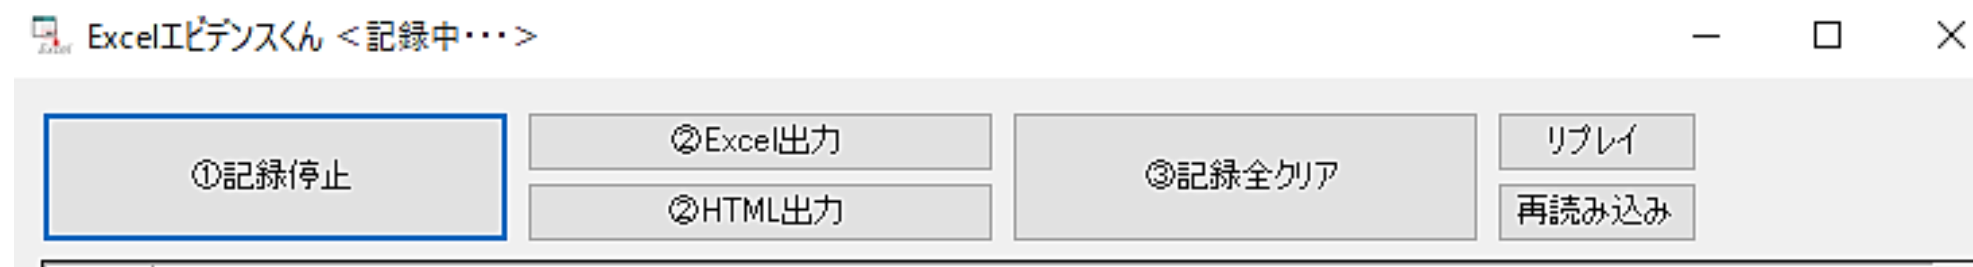 Excelエビデンスくん ＜記録中・・・＞
①記録停止
②Excel出力
②HTML出力
③記録全クリア
リプレイ
再読み込み